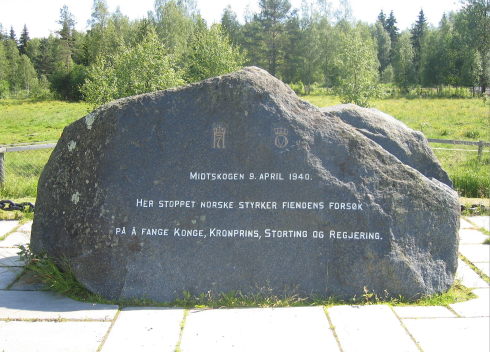 MIDTSKOGEN 9. APRIL 1940.
HER STOPPET NORSKE STYRKER FIENDENS FORSØK
PÅ Å FANGE KONGE, KRONPRINS, STORTING OG REGJERING.